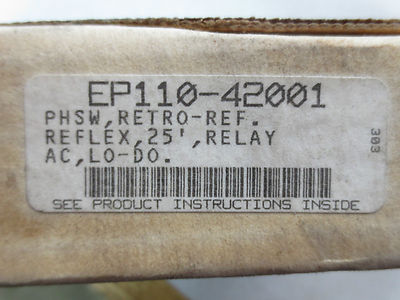 EP110-42001
PHSW,RETRO-REF.
REFLEX,25',RELAY
AC,LO-DO.
303
SEE PRODUCT INSTRUCTIONS INSIDE